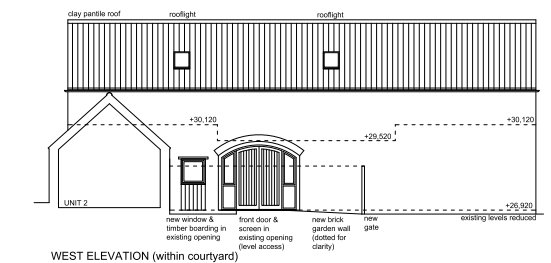 clay pantile roof
rooflight
rooflight
+30,120
+30,120
+29,520
UNIT 2
+26,920
existing levels reduced
new window &
timber boarding in
existing opening
front door &
screen in
existing opening
(level access)
new brick
garden wall
(dotted for
clarity)
new
gate
WEST ELEVATION (within courtyard)